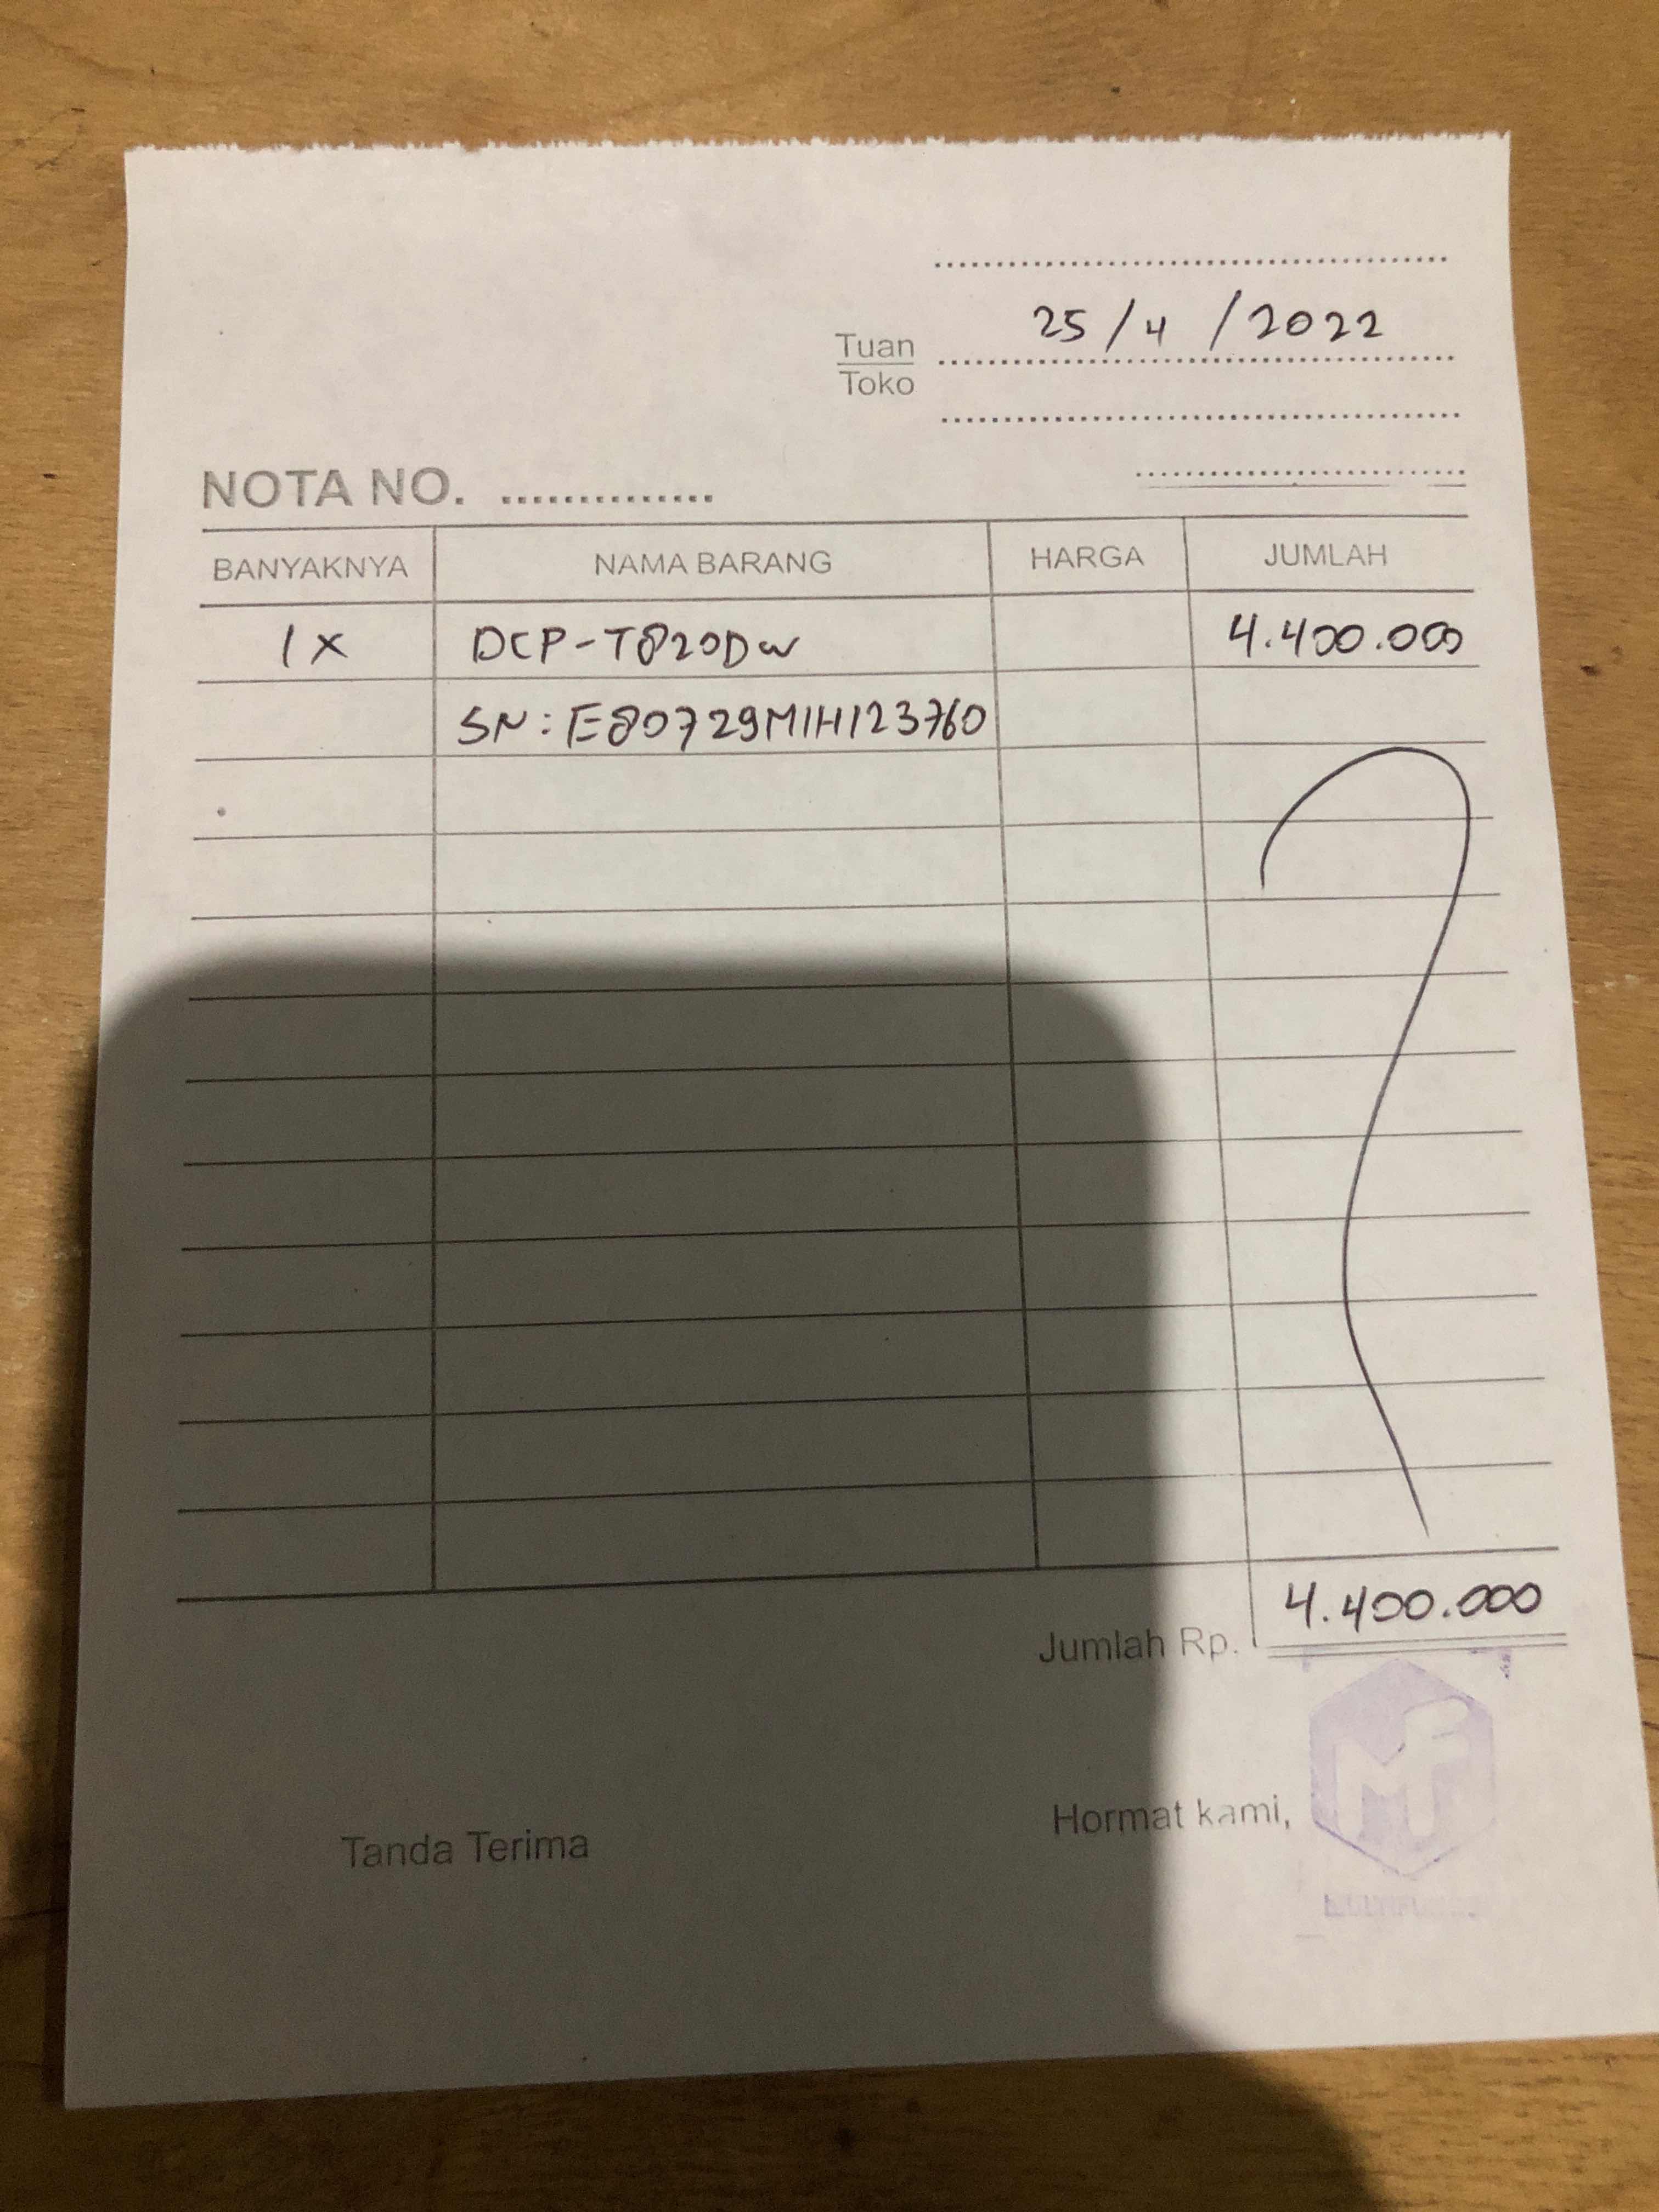 25/4/2022
Tuan
Toko
NOTA NO. ..............
BANYAKNYA NAMA BARANG HARGA JUMLAH
1x DCP-T820DW 4.400.000
SN: E80729M1H123760
Jumlah Rp. 4.400.000
Tanda Terima Hormat kami,
MF